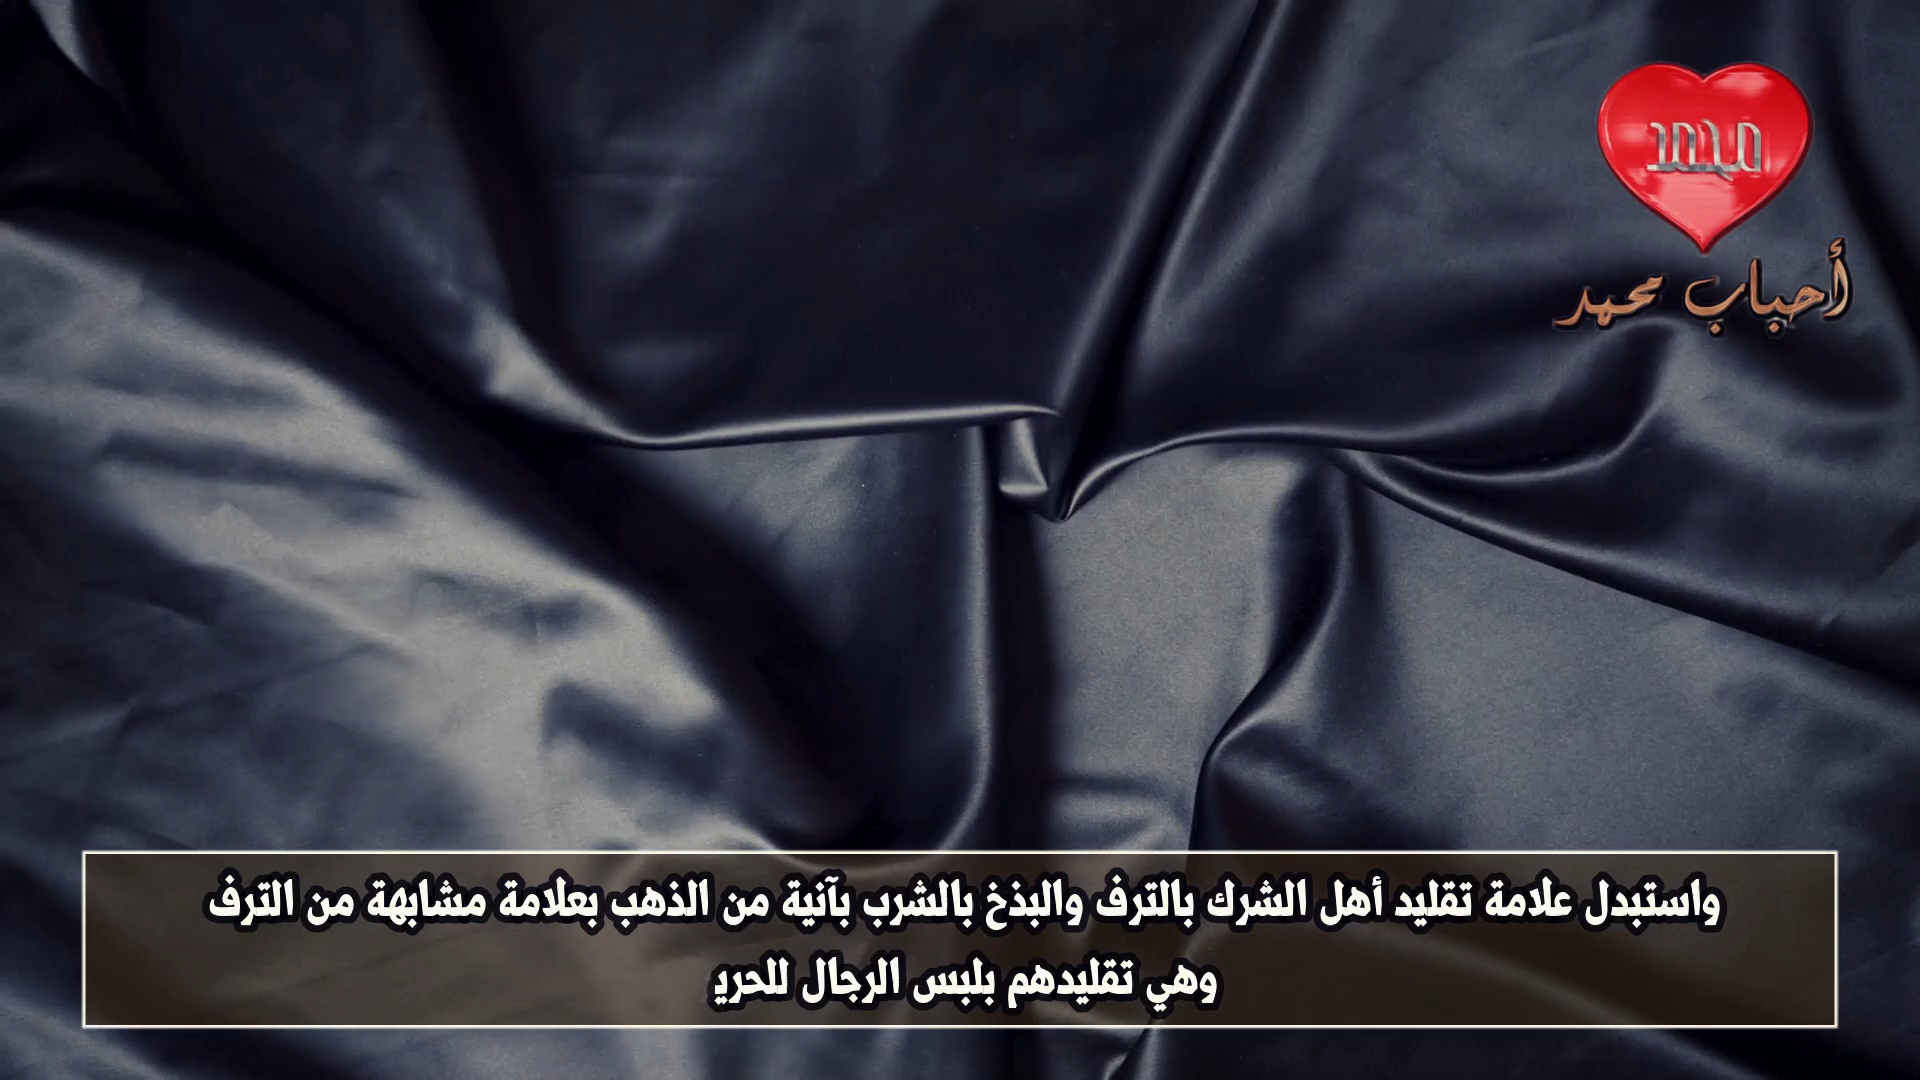 محمد
أحباب محمد
واستبدل علامة تقليد أهل الشرك بالترف والبذخ بالشرب بآنية من الذهب بعلامة مشابهة من الترف
وهي تقليدهم بلبس الرجال للحري